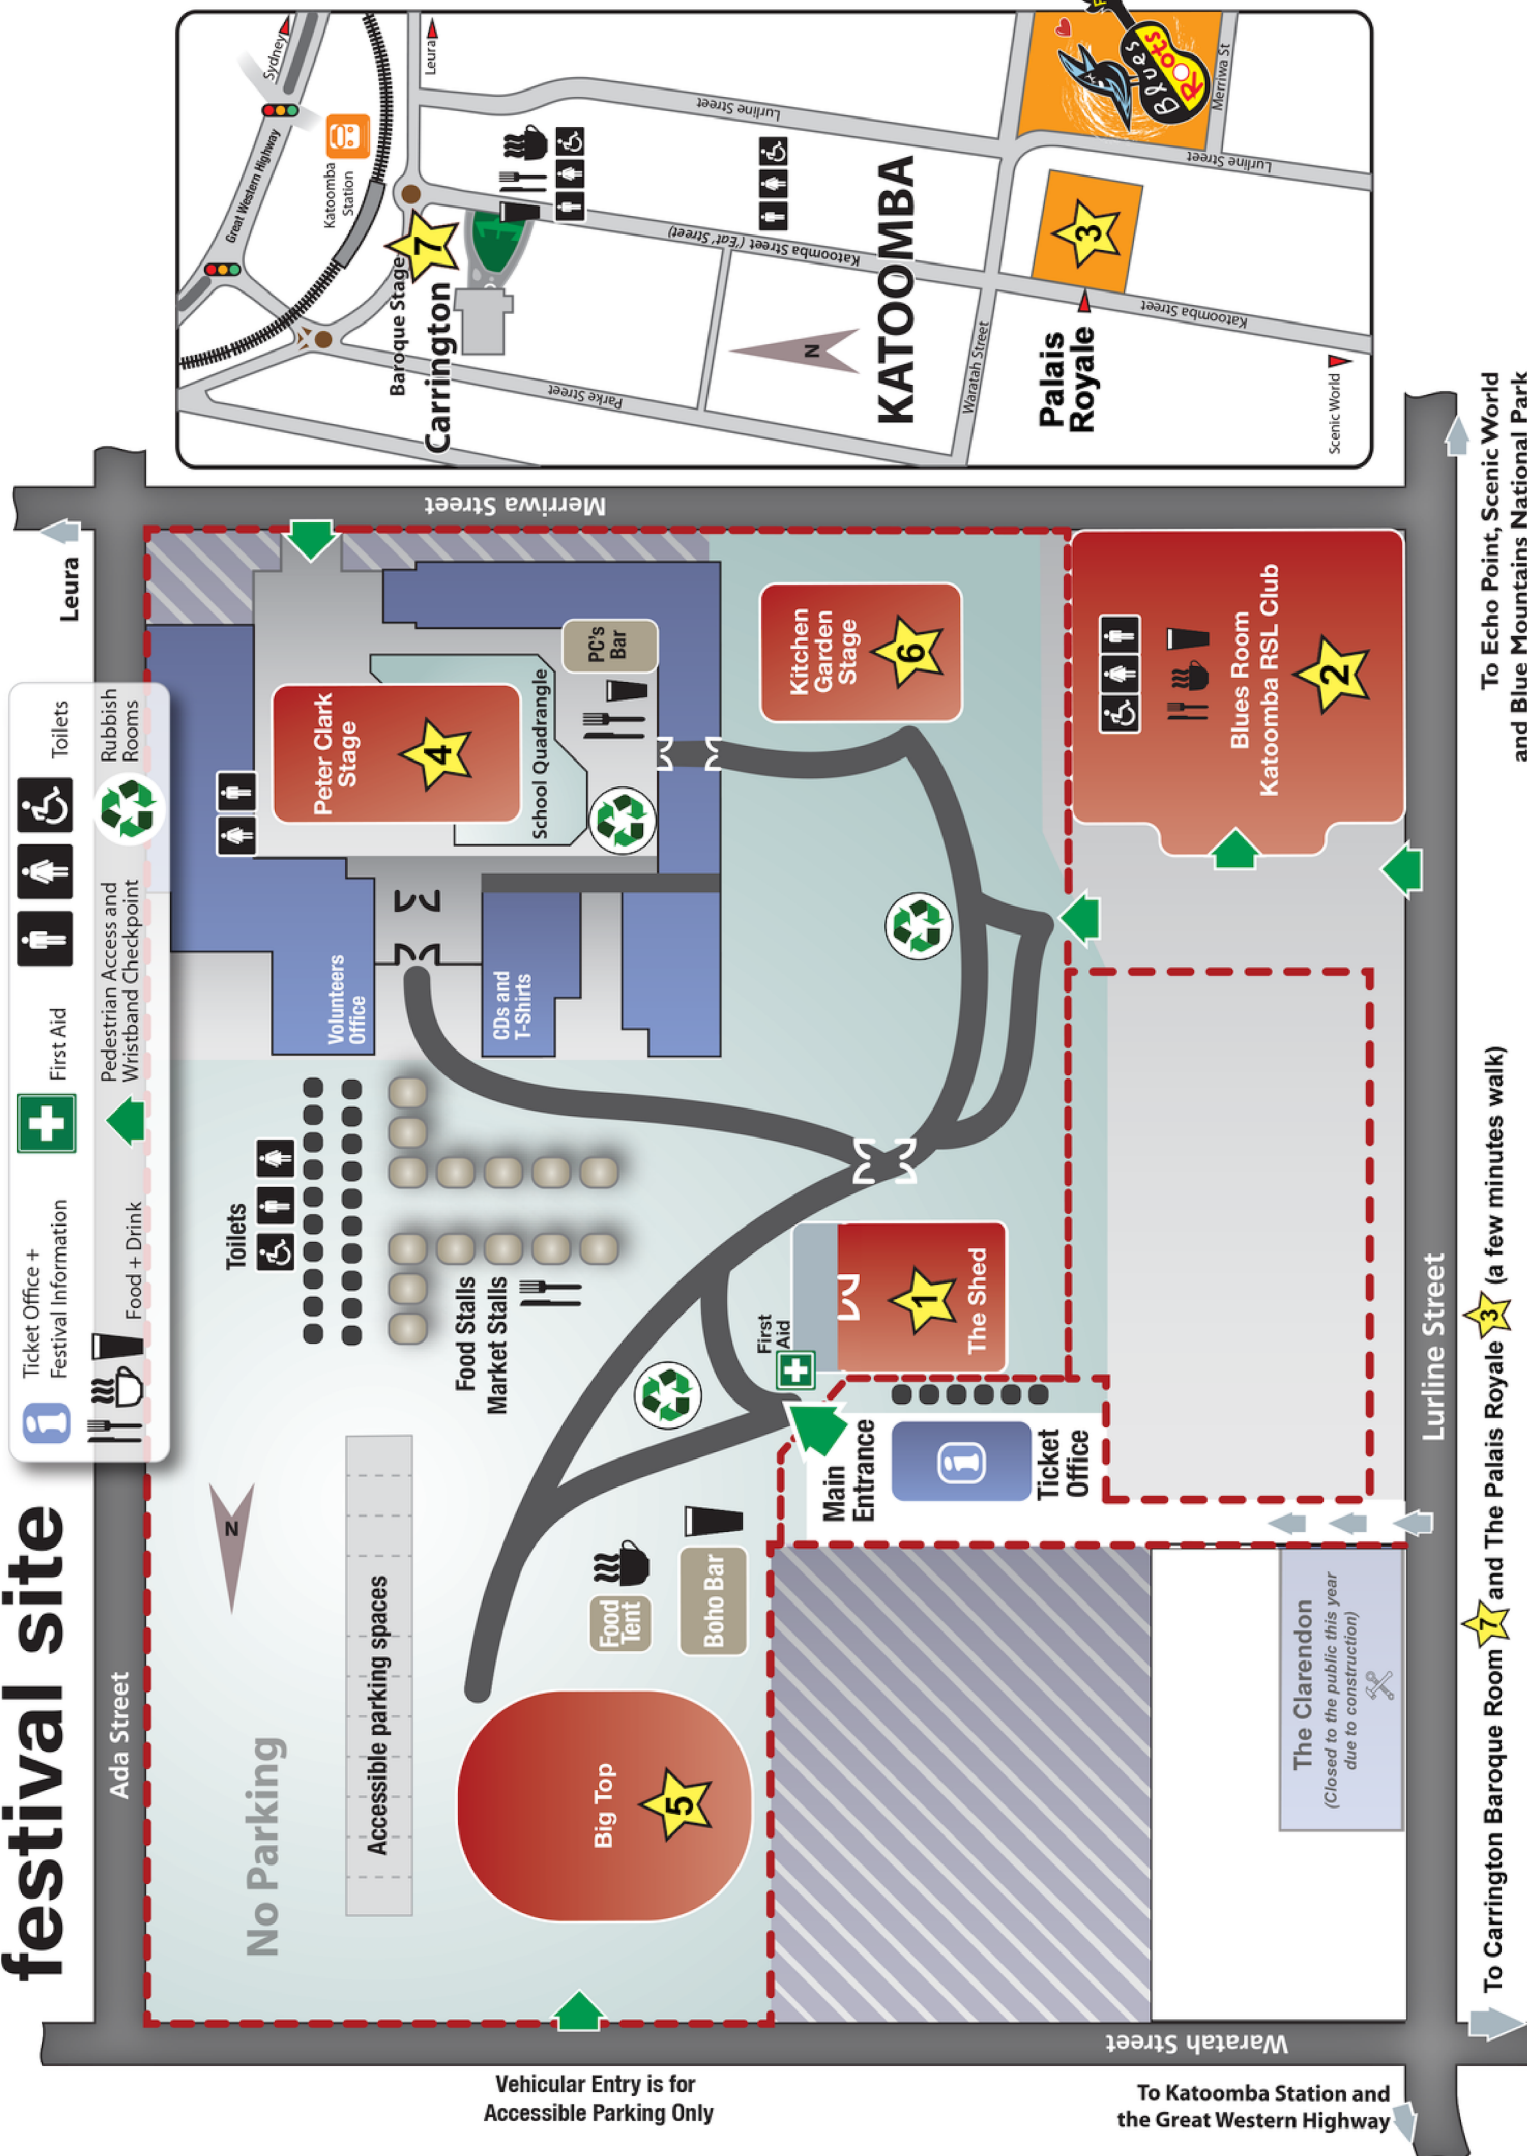 festival site
Ticket Office +
Festival Information
First Aid
Toilets
Food + Drink
Pedestrian Access and
Wristband Checkpoint
Rubbish
Rooms
Leura
Ada Street
N
No Parking
Accessible parking spaces
Big Top
5
Food
Tent
Boho Bar
Toilets
Food Stalls
Market Stalls
Volunteers
Office
CDs and
T-Shirts
Peter Clark
Stage
4
School Quadrangle
PC's
Bar
Kitchen
Garden
Stage
6
First
Aid
1
The Shed
Main
Entrance
i
Ticket
Office
Blues Room
Katoomba RSL Club
2
The Clarendon
(Closed to the public this year
due to construction)
Merriwa Street
Waratah Street
Lurline Street
Vehicular Entry is for
Accessible Parking Only
To Katoomba Station and
the Great Western Highway
To Carrington Baroque Room 7 and The Palais Royale 3 (a few minutes walk)
To Echo Point, Scenic World
and Blue Mountains National Park
Sydney
Great Western Highway
Katoomba
Station
Leura
Baroque Stage
7
Carrington
Parke Street
Lurline Street
Katoomba Street ('Eat' Street)
N
KATOOMBA
Waratah Street
Palais
Royale
3
Katoomba Street
Lurline Street
Merriwa St
Blues
Roots
Scenic World